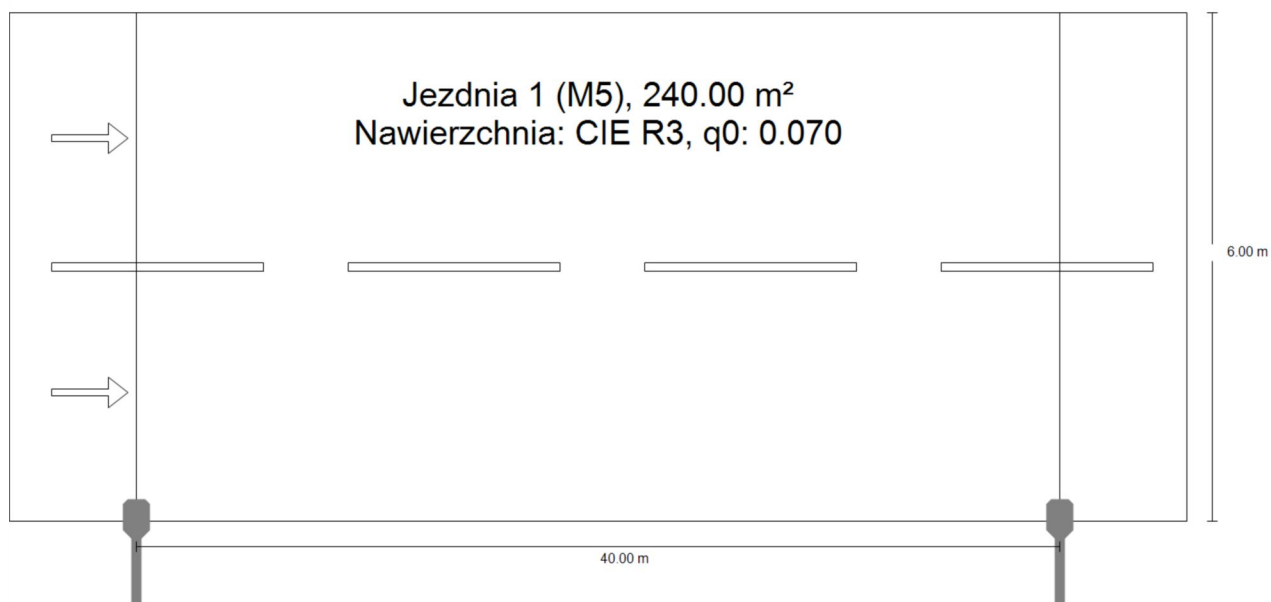 Jezdnia 1 (M5), 240.00 m²
Nawierzchnia: CIE R3, q0: 0.070
6.00 m
40.00 m